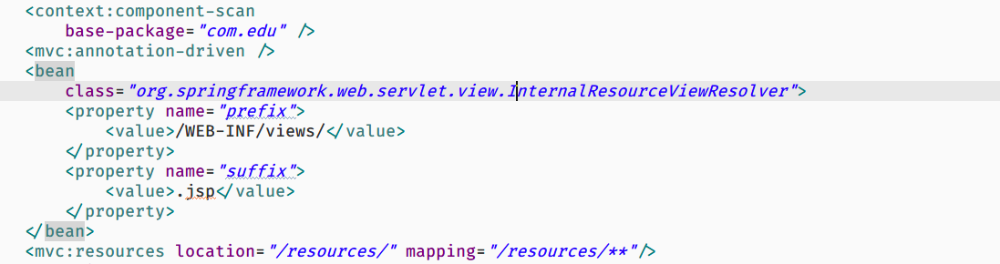 <context:component-scan
base-package="com.edu" />
<mvc:annotation-driven />
<bean
class="org.springframework.web.servlet.view.InternalResourceViewResolver">
<property name="prefix">
<value>/WEB-INF/views/</value>
</property>
<property name="suffix">
<value>.jsp</value>
</property>
</bean>
<mvc:resources location="/resources/" mapping="/resources/**"/>